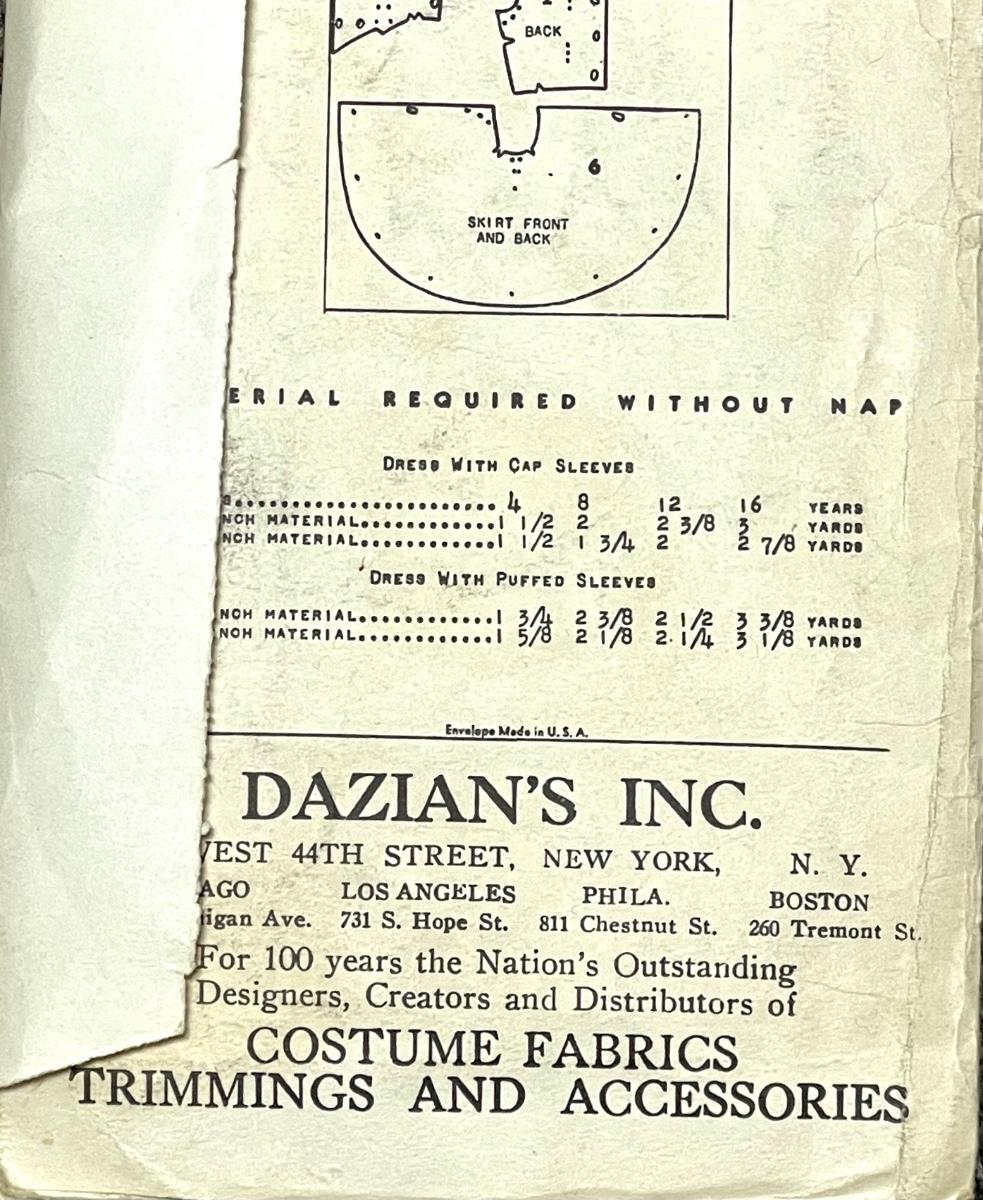 BACK
6
SKIRT FRONT
AND BACK
ERIAL REQUIRED WITHOUT NAP
DRESS WITH CAP SLEEVES
S........................ 4 8 12 16 YEARS
NCH MATERIAL............1 1/2 2 2 3/8 3 YARDS
NCH MATERIAL............1 1/2 1 3/4 2 2 7/8 YARDS
DRESS WITH PUFFED SLEEVES
NCH MATERIAL............1 3/4 2 3/8 2 1/2 3 3/8 YARDS
NCH MATERIAL............1 5/8 2 1/8 2 1/4 3 1/8 YARDS
Envelope Made in U. S. A.
DAZIAN'S INC.
WEST 44TH STREET, NEW YORK, N. Y.
AGO LOS ANGELES PHILA. BOSTON
igan Ave. 731 S. Hope St. 811 Chestnut St. 260 Tremont St.
For 100 years the Nation's Outstanding
Designers, Creators and Distributors of
COSTUME FABRICS
TRIMMINGS AND ACCESSORIES